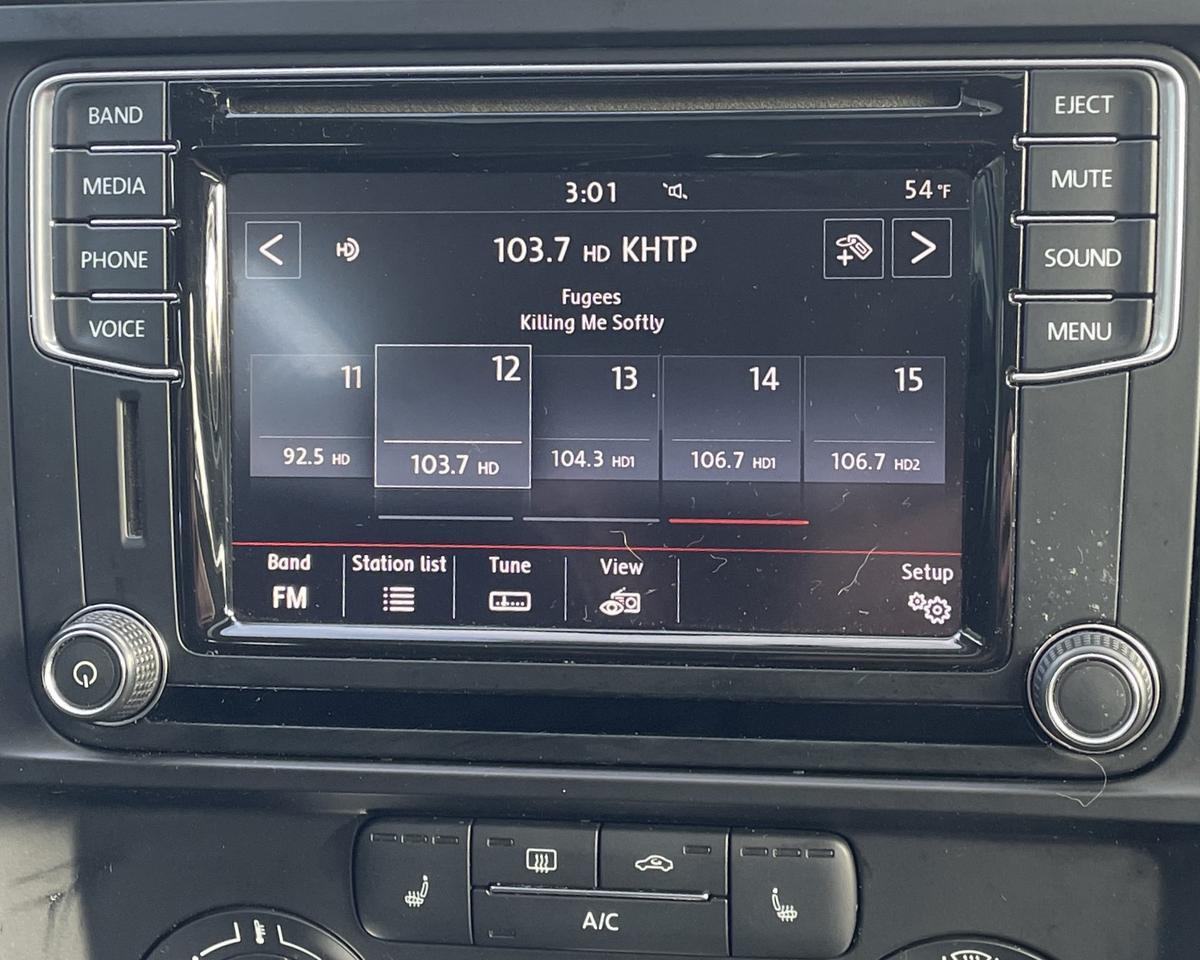 BAND
MEDIA
PHONE
VOICE
EJECT
MUTE
SOUND
MENU
3:01
54 °F
<
HD
103.7 HD KHTP
>
Fugees
Killing Me Softly
11
12
13
14
15
92.5 HD
103.7 HD
104.3 HD1
106.7 HD1
106.7 HD2
Band
FM
Station list
Tune
View
Setup
A/C